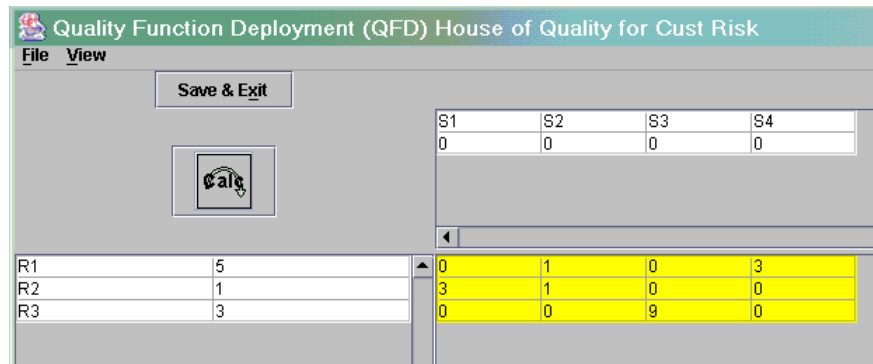 Quality Function Deployment (QFD) House of Quality for Cust Risk
File View
Save & Exit
S1 S2 S3 S4
0 0 0 0
Calc
R1 5 0 1 0 3
R2 1 3 1 0 0
R3 3 0 0 9 0